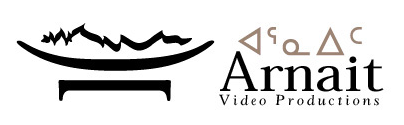 ᐊᕐᓇᐃᑦ
Arnait
Video Productions